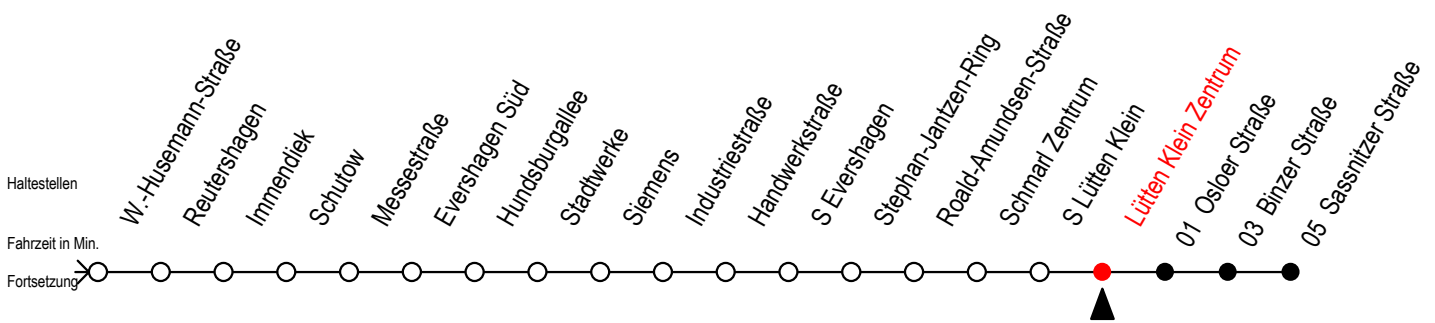 W.-Husemann-Straße
Reutershagen
Immendiek
Schutow
Messestraße
Evershagen Süd
Hundsburgallee
Stadtwerke
Siemens
Industriestraße
Handwerkstraße
S Evershagen
Stephan-Jantzen-Ring
Roald-Amundsen-Straße
Schmarl Zentrum
S Lütten Klein
Lütten Klein Zentrum
01 Osloer Straße
03 Binzer Straße
05 Sassnitzer Straße
Haltestellen
Fahrzeit in Min.
Fortsetzung